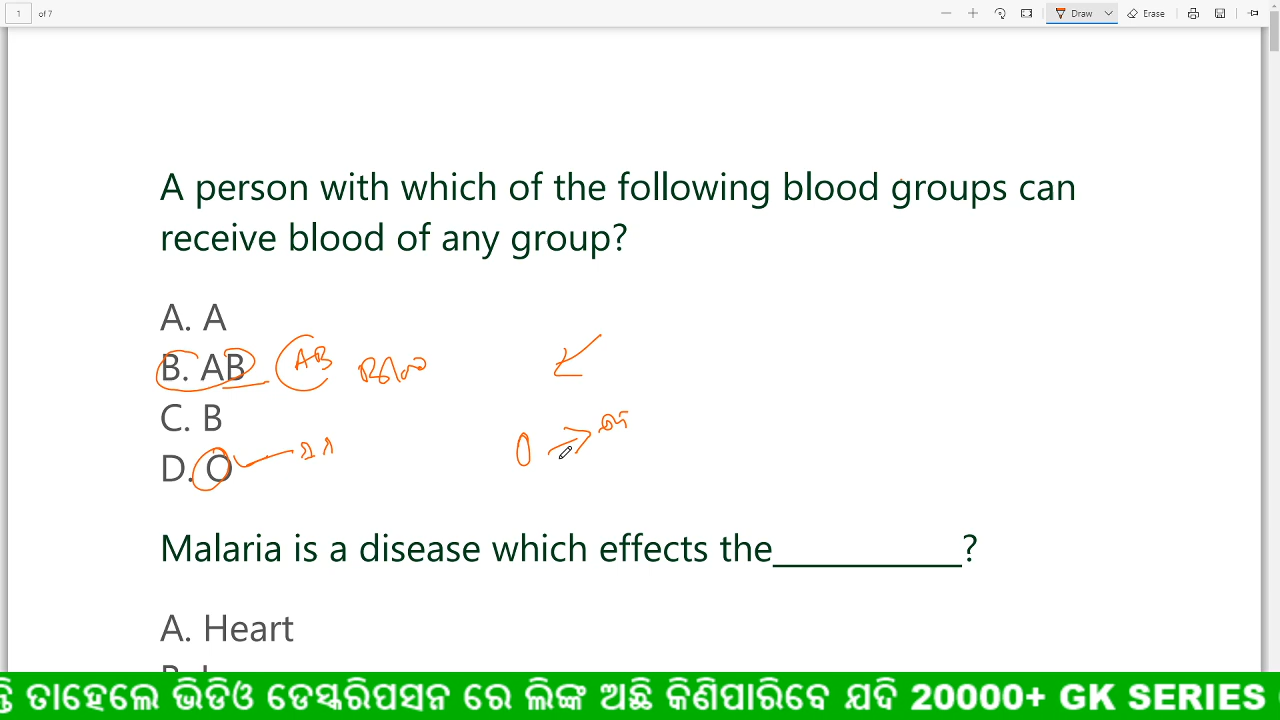 1 of 7
Draw
Erase
A person with which of the following blood groups can
receive blood of any group?
A. A
B. AB AB Bloo
C. B
D. O
O
Malaria is a disease which effects the___________?
A. Heart
ତାହେଲେ ଭିଡିଓ ଡେସ୍କରିପସନ ରେ ଲିଙ୍କ ଅଛି କିଣିପାରିବେ ଯଦି 20000+ GK SERIES